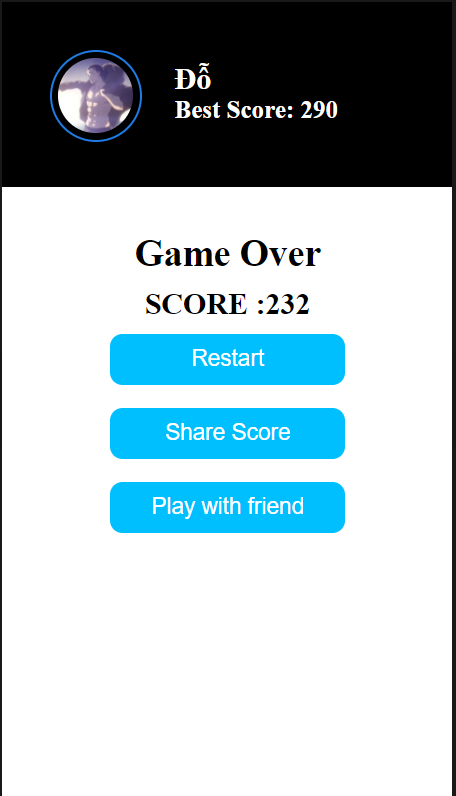 Đỗ
Best Score: 290
Game Over
SCORE :232
Restart
Share Score
Play with friend